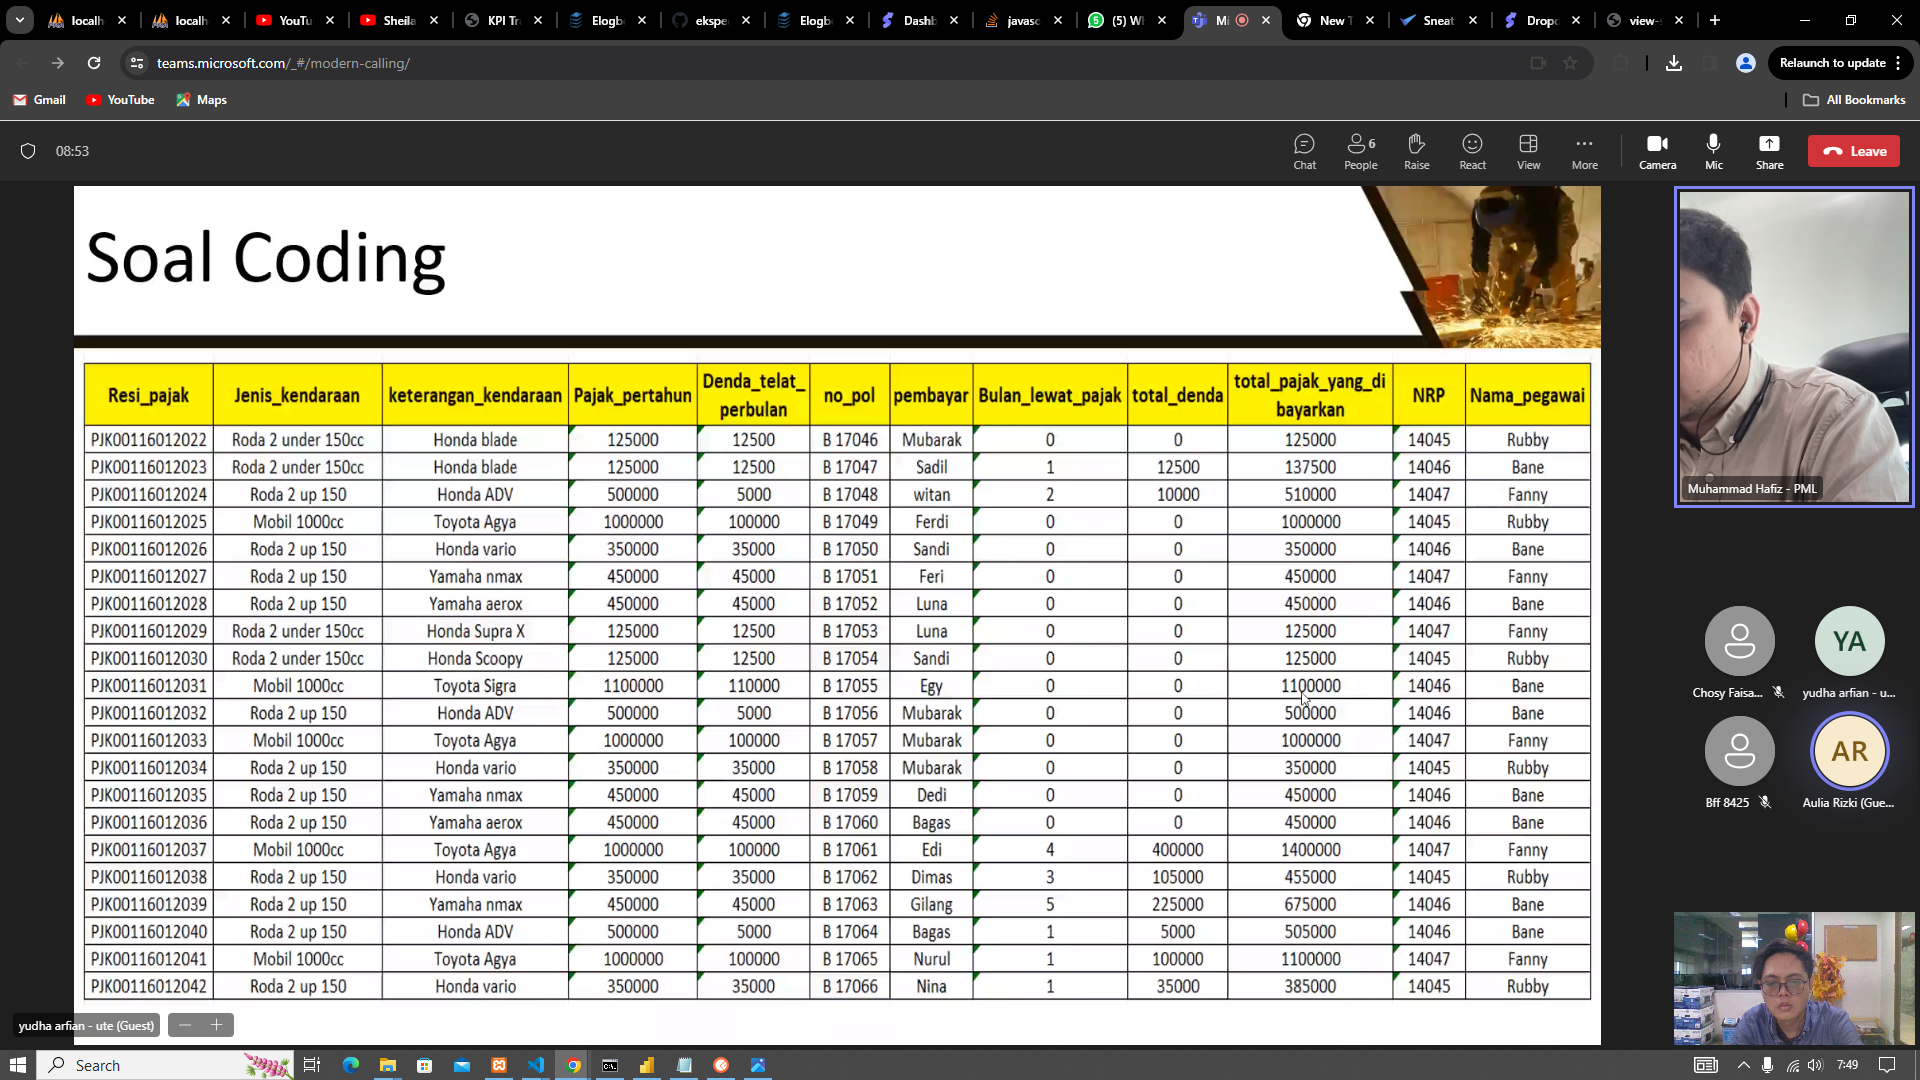 localh
localh
YouTu
Sheila
KPI Tra
Elogb
ekspe
Elogb
Dashb
javasc
(5) W
Mi
New T
Sneat
Drop
view-
teams.microsoft.com/_#/modern-calling/
Relaunch to update
Gmail
YouTube
Maps
All Bookmarks
08:53
6
Chat
People
Raise
React
View
More
Camera
Mic
Share
Leave
Soal Coding
Resi_pajak Jenis_kendaraan keterangan_kendaraan Pajak_pertahun Denda_telat_perbulan no_pol pembayar Bulan_lewat_pajak total_denda total_pajak_yang_dibayarkan NRP Nama_pegawai
PJK00116012022 Roda 2 under 150cc Honda blade 125000 12500 B 17046 Mubarak 0 0 125000 14045 Rubby
PJK00116012023 Roda 2 under 150cc Honda blade 125000 12500 B 17047 Sadil 1 12500 137500 14046 Bane
PJK00116012024 Roda 2 up 150 Honda ADV 500000 5000 B 17048 witan 2 10000 510000 14047 Fanny
PJK00116012025 Mobil 1000cc Toyota Agya 1000000 100000 B 17049 Ferdi 0 0 1000000 14045 Rubby
PJK00116012026 Roda 2 up 150 Honda vario 350000 35000 B 17050 Sandi 0 0 350000 14046 Bane
PJK00116012027 Roda 2 up 150 Yamaha nmax 450000 45000 B 17051 Feri 0 0 450000 14047 Fanny
PJK00116012028 Roda 2 up 150 Yamaha aerox 450000 45000 B 17052 Luna 0 0 450000 14046 Bane
PJK00116012029 Roda 2 under 150cc Honda Supra X 125000 12500 B 17053 Luna 0 0 125000 14047 Fanny
PJK00116012030 Roda 2 under 150cc Honda Scoopy 125000 12500 B 17054 Sandi 0 0 125000 14045 Rubby
PJK00116012031 Mobil 1000cc Toyota Sigra 1100000 110000 B 17055 Egy 0 0 1100000 14046 Bane
PJK00116012032 Roda 2 up 150 Honda ADV 500000 5000 B 17056 Mubarak 0 0 500000 14046 Bane
PJK00116012033 Mobil 1000cc Toyota Agya 1000000 100000 B 17057 Mubarak 0 0 1000000 14047 Fanny
PJK00116012034 Roda 2 up 150 Honda vario 350000 35000 B 17058 Mubarak 0 0 350000 14045 Rubby
PJK00116012035 Roda 2 up 150 Yamaha nmax 450000 45000 B 17059 Dedi 0 0 450000 14046 Bane
PJK00116012036 Roda 2 up 150 Yamaha aerox 450000 45000 B 17060 Bagas 0 0 450000 14046 Bane
PJK00116012037 Mobil 1000cc Toyota Agya 1000000 100000 B 17061 Edi 4 400000 1400000 14047 Fanny
PJK00116012038 Roda 2 up 150 Honda vario 350000 35000 B 17062 Dimas 3 105000 455000 14045 Rubby
PJK00116012039 Roda 2 up 150 Yamaha nmax 450000 45000 B 17063 Gilang 5 225000 675000 14046 Bane
PJK00116012040 Roda 2 up 150 Honda ADV 500000 5000 B 17064 Bagas 1 5000 505000 14046 Bane
PJK00116012041 Mobil 1000cc Toyota Agya 1000000 100000 B 17065 Nurul 1 100000 1100000 14047 Fanny
PJK00116012042 Roda 2 up 150 Honda vario 350000 35000 B 17066 Nina 1 35000 385000 14045 Rubby
Muhammad Hafiz - PML
YA
Chosy Faisa...
yudha arfian - u...
AR
Bff 8425
Aulia Rizki (Gue...
yudha arfian - ute (Guest)
Search
7:49